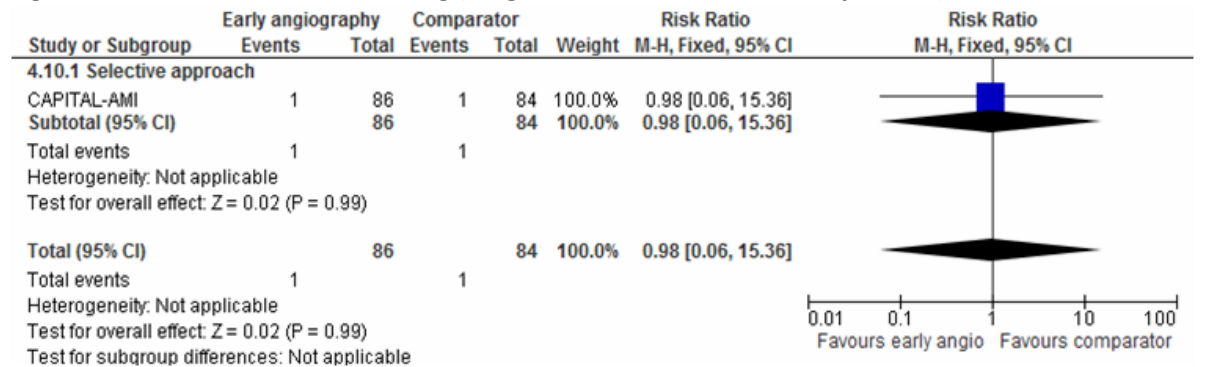 Early angiography Comparator Risk Ratio Risk Ratio
Study or Subgroup Events Total Events Total Weight M-H, Fixed, 95% CI M-H, Fixed, 95% CI
4.10.1 Selective approach
CAPITAL-AMI 1 86 1 84 100.0% 0.98 [0.06, 15.36]
Subtotal (95% CI) 86 84 100.0% 0.98 [0.06, 15.36]
Total events 1 1
Heterogeneity: Not applicable
Test for overall effect: Z = 0.02 (P = 0.99)
Total (95% CI) 86 84 100.0% 0.98 [0.06, 15.36]
Total events 1 1
Heterogeneity: Not applicable
Test for overall effect: Z = 0.02 (P = 0.99)
Test for subgroup differences: Not applicable
0.01 0.1 1 10 100
Favours early angio Favours comparator